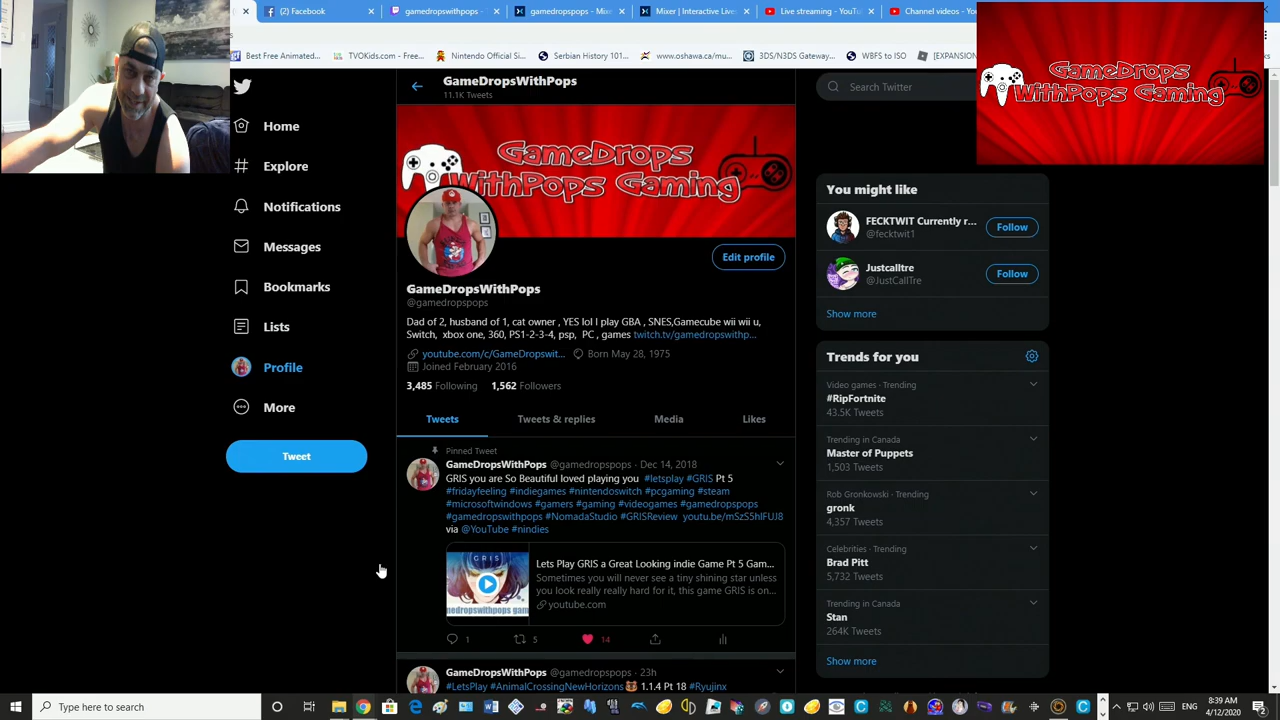 (2) Facebook
gamedropswithpops - Twitch
gamedropswithpops - Mixe
Mixer | Interactive Live
Live streaming - YouTu
Channel videos - You
Best Free Animated...
TVOKids.com - Free...
Nintendo Official Si...
Serbian History 101...
www.oshawa.ca/mu...
3DS/N3DS Gateway...
WBFS to ISO
[EXPANSION
GameDrops
WithPops Gaming
GameDropsWithPops
11.1K Tweets
Search Twitter
Home
Explore
Notifications
Messages
Bookmarks
Lists
Profile
More
Tweet
GameDrops
WithPops Gaming
Edit profile
GameDropsWithPops
@gamedropspops
Dad of 2, husband of 1, cat owner , YES lol I play GBA , SNES,Gamecube wii wii u,
Switch, xbox one, 360, PS1-2-3-4, psp, PC , games twitch.tv/gamedropswithp...
youtube.com/c/GameDropswit... Born May 28, 1975
Joined February 2016
3,485 Following 1,562 Followers
Tweets Tweets & replies Media Likes
Pinned Tweet
GameDropsWithPops @gamedropspops · Dec 14, 2018
GRIS you are So Beautiful loved playing you #letsplay #GRIS Pt 5
#fridayfeeling #indiegames #nintendoswitch #pcgaming #steam
#microsoftwindows #gamers #gaming #videogames #gamedropspops
#gamedropswithpops #NomadaStudio #GRISReview youtu.be/mSzS5hIFUJ8
via @YouTube #nindies
GRIS
medropswithpops gam
Lets Play GRIS a Great Looking indie Game Pt 5 Gam...
Sometimes you will never see a tiny shining star unless
you look really really hard for it, this game GRIS is on...
youtube.com
1 5 14
GameDropsWithPops @gamedropspops · 23h
#LetsPlay #AnimalCrossingNewHorizons 1.1.4 Pt 18 #Ryujinx
You might like
FECKTWIT Currently r...
@fecktwit1
Follow
Justcalltre
@JustCallTre
Follow
Show more
Trends for you
Video games · Trending
#RipFortnite
43.5K Tweets
Trending in Canada
Master of Puppets
1,503 Tweets
Rob Gronkowski · Trending
gronk
4,357 Tweets
Celebrities · Trending
Brad Pitt
5,732 Tweets
Trending in Canada
Stan
264K Tweets
Show more
Type here to search
8:39 AM
4/12/2020